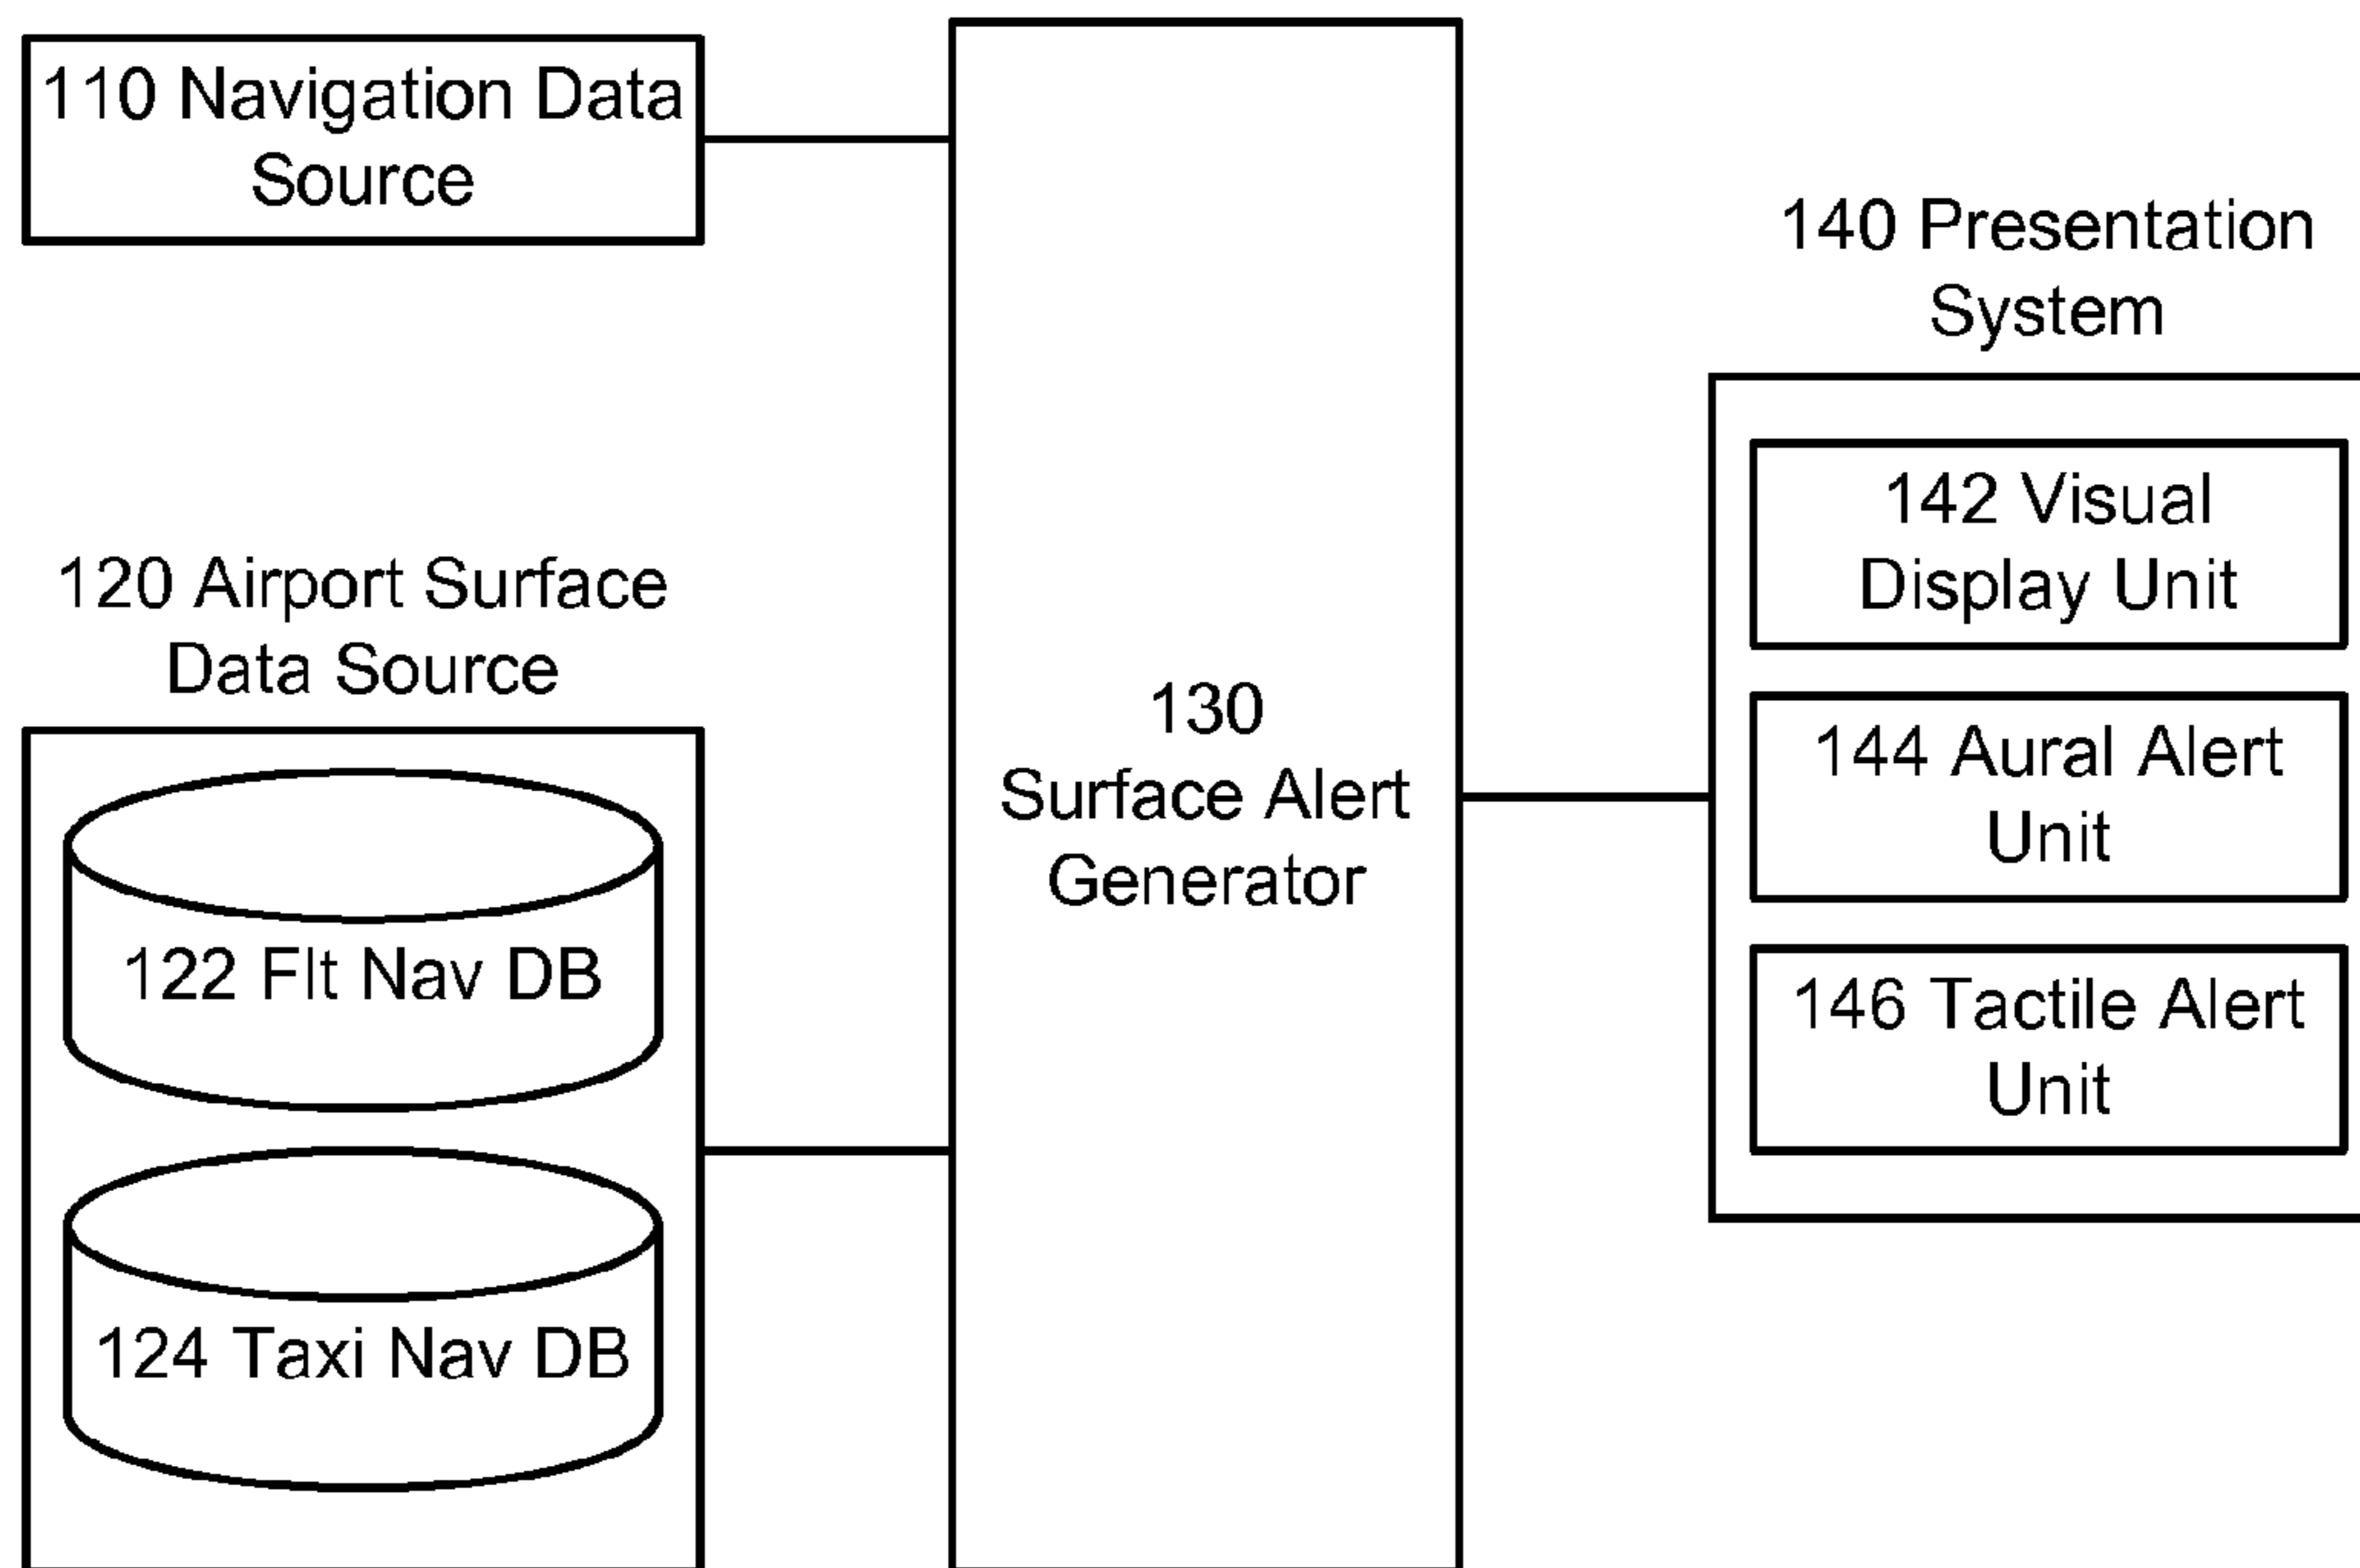 110 Navigation Data
Source
120 Airport Surface
Data Source
122 Flt Nav DB
124 Taxi Nav DB
130
Surface Alert
Generator
140 Presentation
System
142 Visual
Display Unit
144 Aural Alert
Unit
146 Tactile Alert
Unit